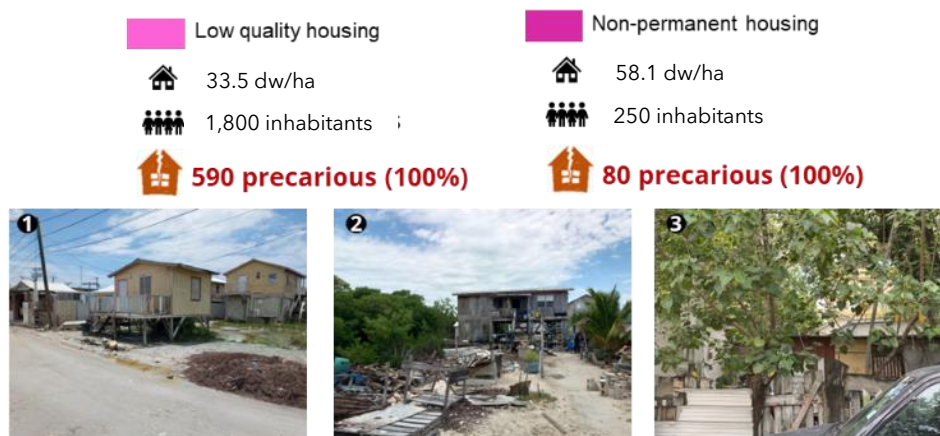 Low quality housing
33.5 dw/ha
1,800 inhabitants
590 precarious (100%)
Non-permanent housing
58.1 dw/ha
250 inhabitants
80 precarious (100%)
1
2
3